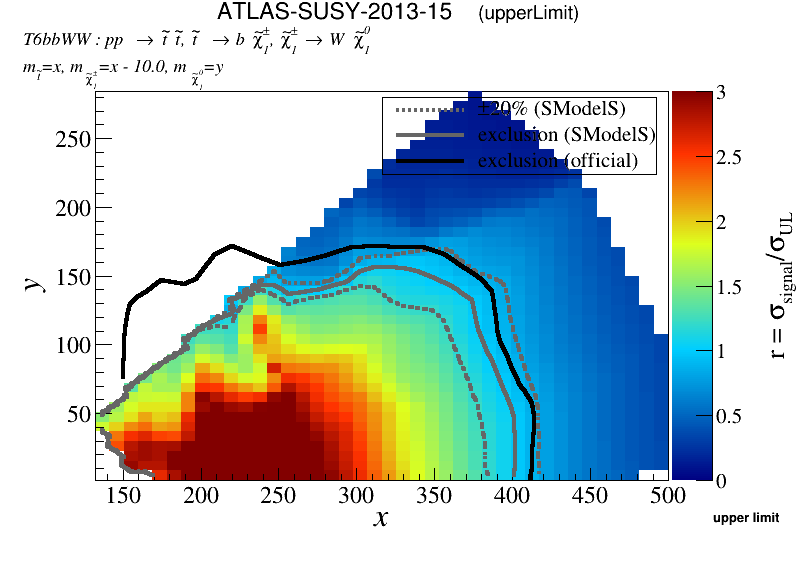 ATLAS-SUSY-2013-15 (upperLimit)
T6bbWW : pp → t̃ t̃, t̃ → b χ̃₁±, χ̃₁± → W χ̃₁⁰
m_t̃=x, m_χ̃₁±=x - 10.0, m_χ̃₁⁰=y
±20% (SModelS)
exclusion (SModelS)
exclusion (official)
y
250
200
150
100
50
150 200 250 300 350 400 450 500
x
3
2.5
2
1.5
1
0.5
0
r = σ_signal/σ_UL
upper limit